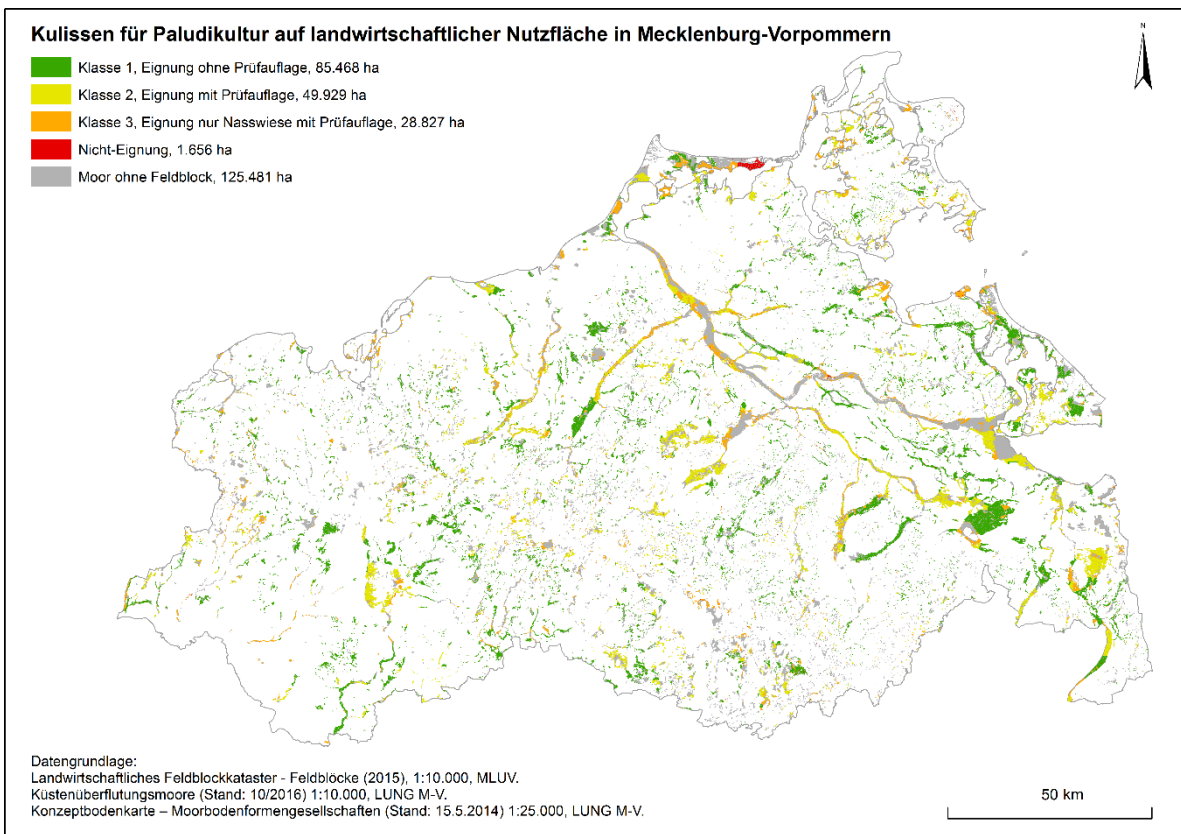 Kulissen für Paludikultur auf landwirtschaftlicher Nutzfläche in Mecklenburg-Vorpommern
N
Klasse 1, Eignung ohne Prüfauflage, 85.468 ha
Klasse 2, Eignung mit Prüfauflage, 49.929 ha
Klasse 3, Eignung nur Nasswiese mit Prüfauflage, 28.827 ha
Nicht-Eignung, 1.656 ha
Moor ohne Feldblock, 125.481 ha
Datengrundlage:
Landwirtschaftliches Feldblockkataster - Feldblöcke (2015), 1:10.000, MLUV.
Küstenüberflutungsmoore (Stand: 10/2016) 1:10.000, LUNG M-V.
Konzeptbodenkarte – Moorbodenformengesellschaften (Stand: 15.5.2014) 1:25.000, LUNG M-V.
50 km